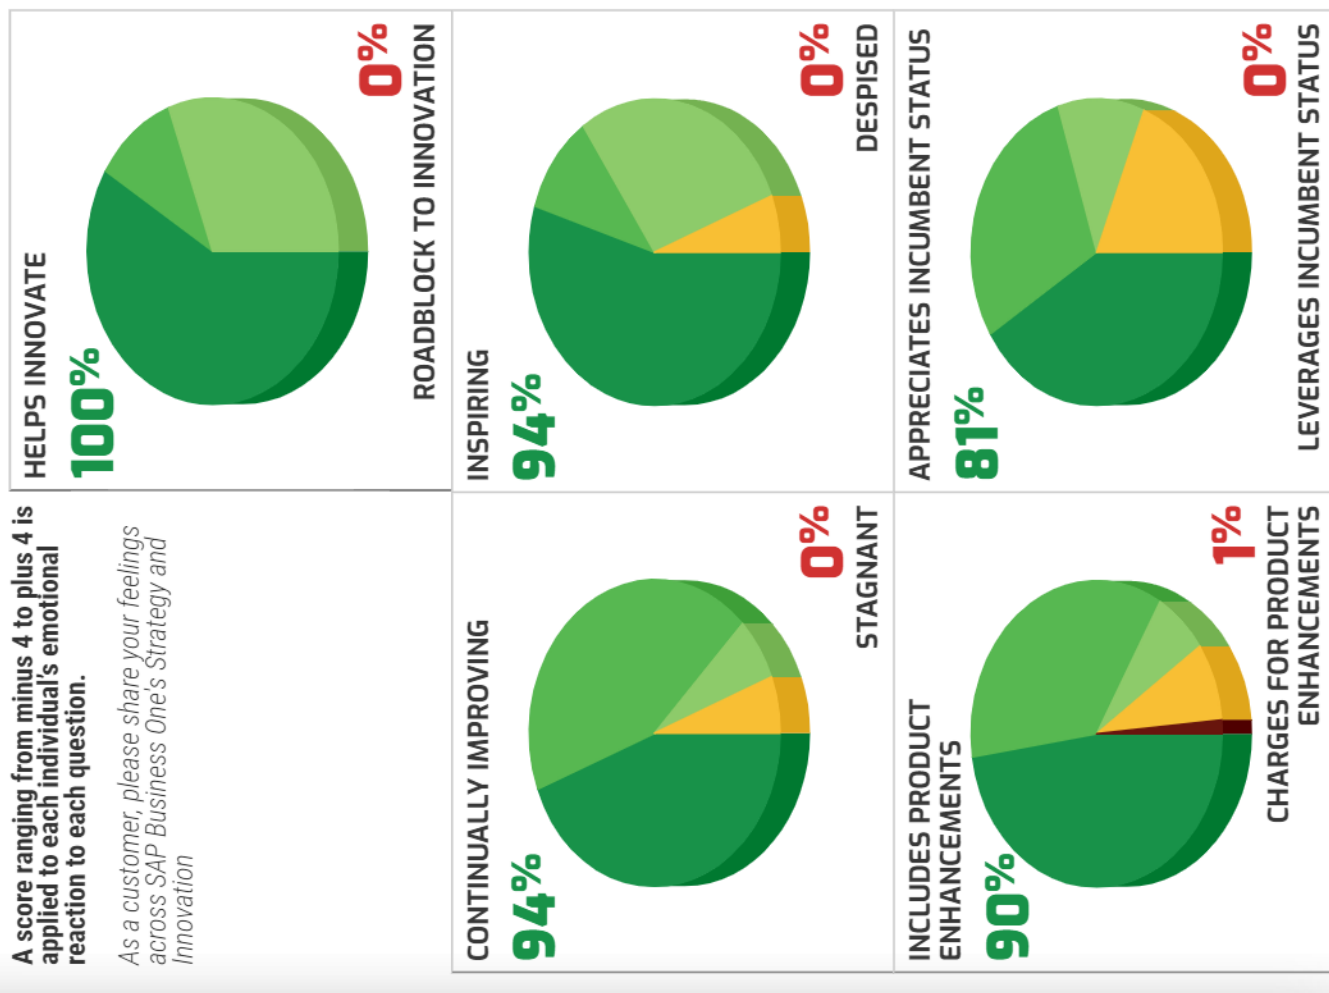 A score ranging from minus 4 to plus 4 is
applied to each individual's emotional
reaction to each question.
As a customer, please share your feelings
across SAP Business One's Strategy and
Innovation
HELPS INNOVATE
100%
0%
ROADBLOCK TO INNOVATION
CONTINUALLY IMPROVING
94%
0%
STAGNANT
INSPIRING
94%
0%
DESPISED
INCLUDES PRODUCT
ENHANCEMENTS
90%
1%
CHARGES FOR PRODUCT
ENHANCEMENTS
APPRECIATES INCUMBENT STATUS
81%
0%
LEVERAGES INCUMBENT STATUS